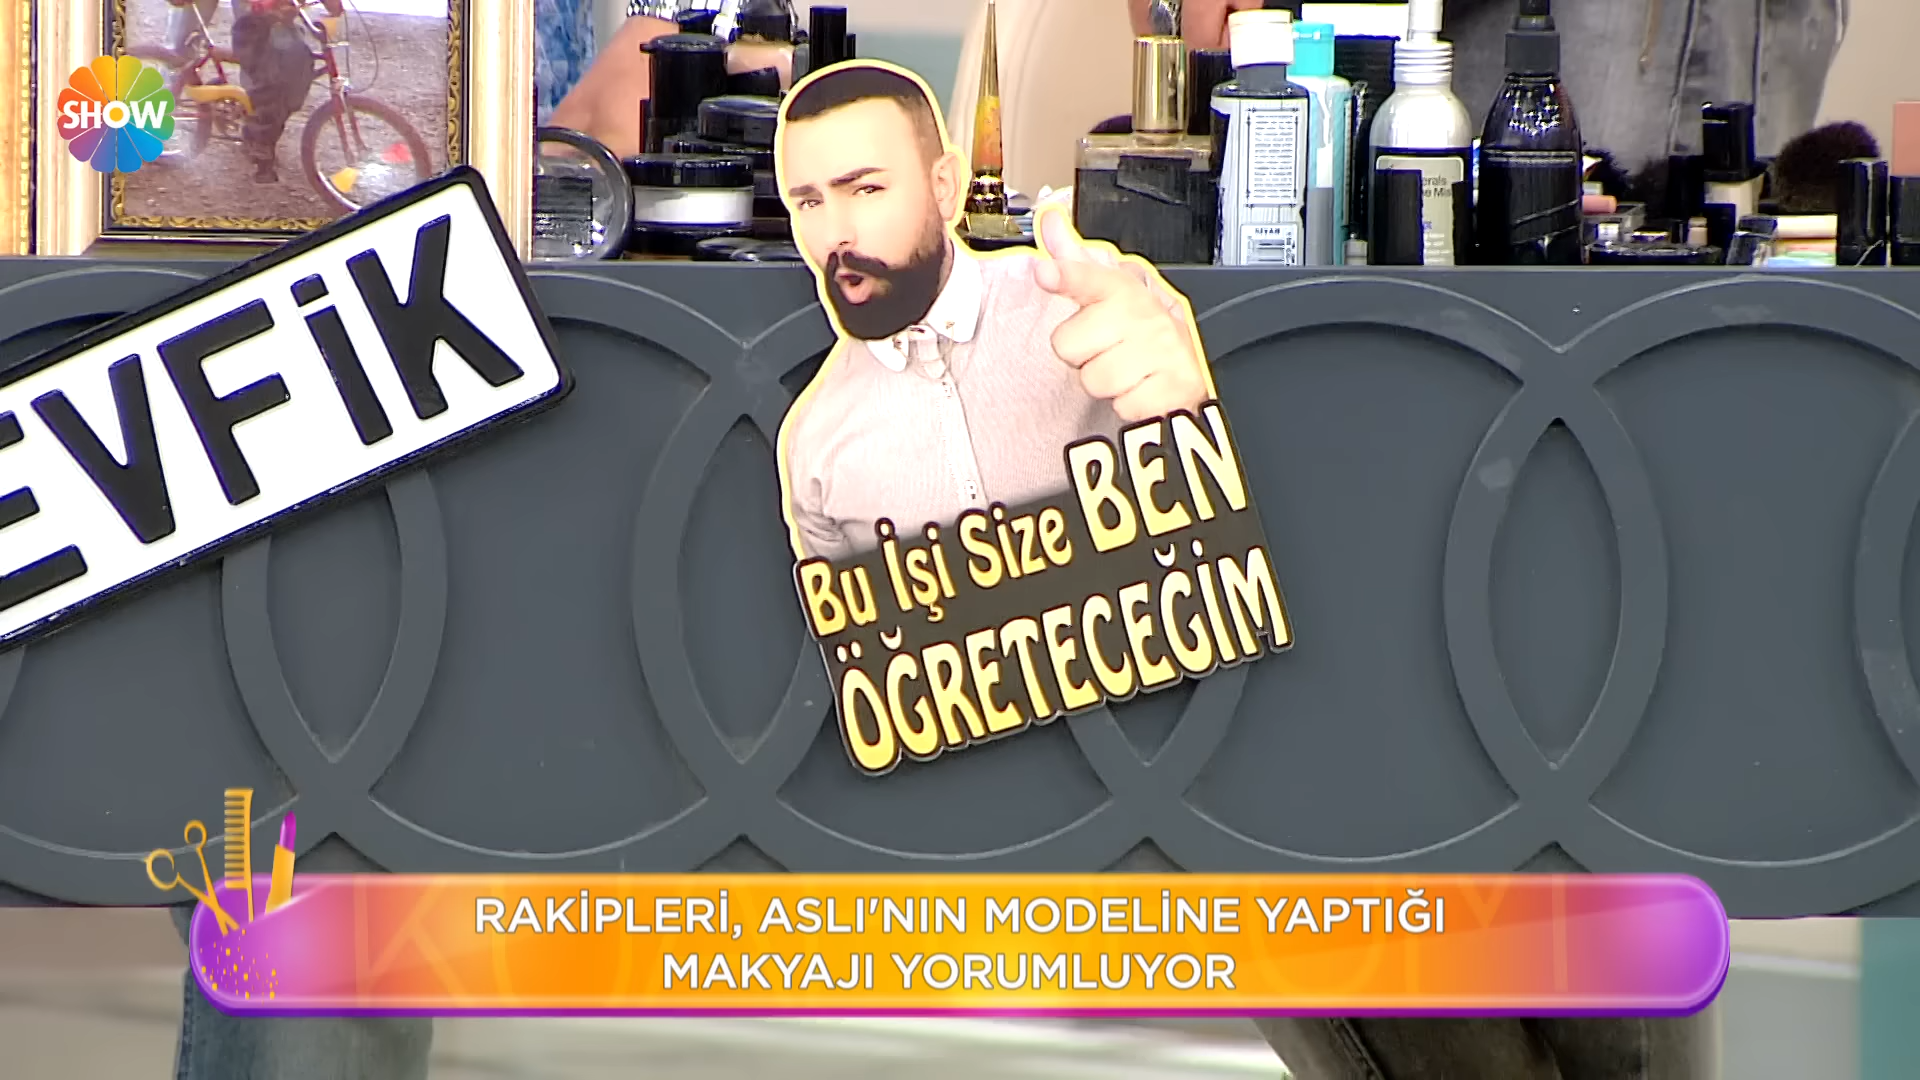 SHOW
EVFİK
Bu İşi Size BEN
ÖĞRETECEĞİM
RAKİPLERİ, ASLI'NIN MODELİNE YAPTIĞI
MAKYAJI YORUMLUYOR